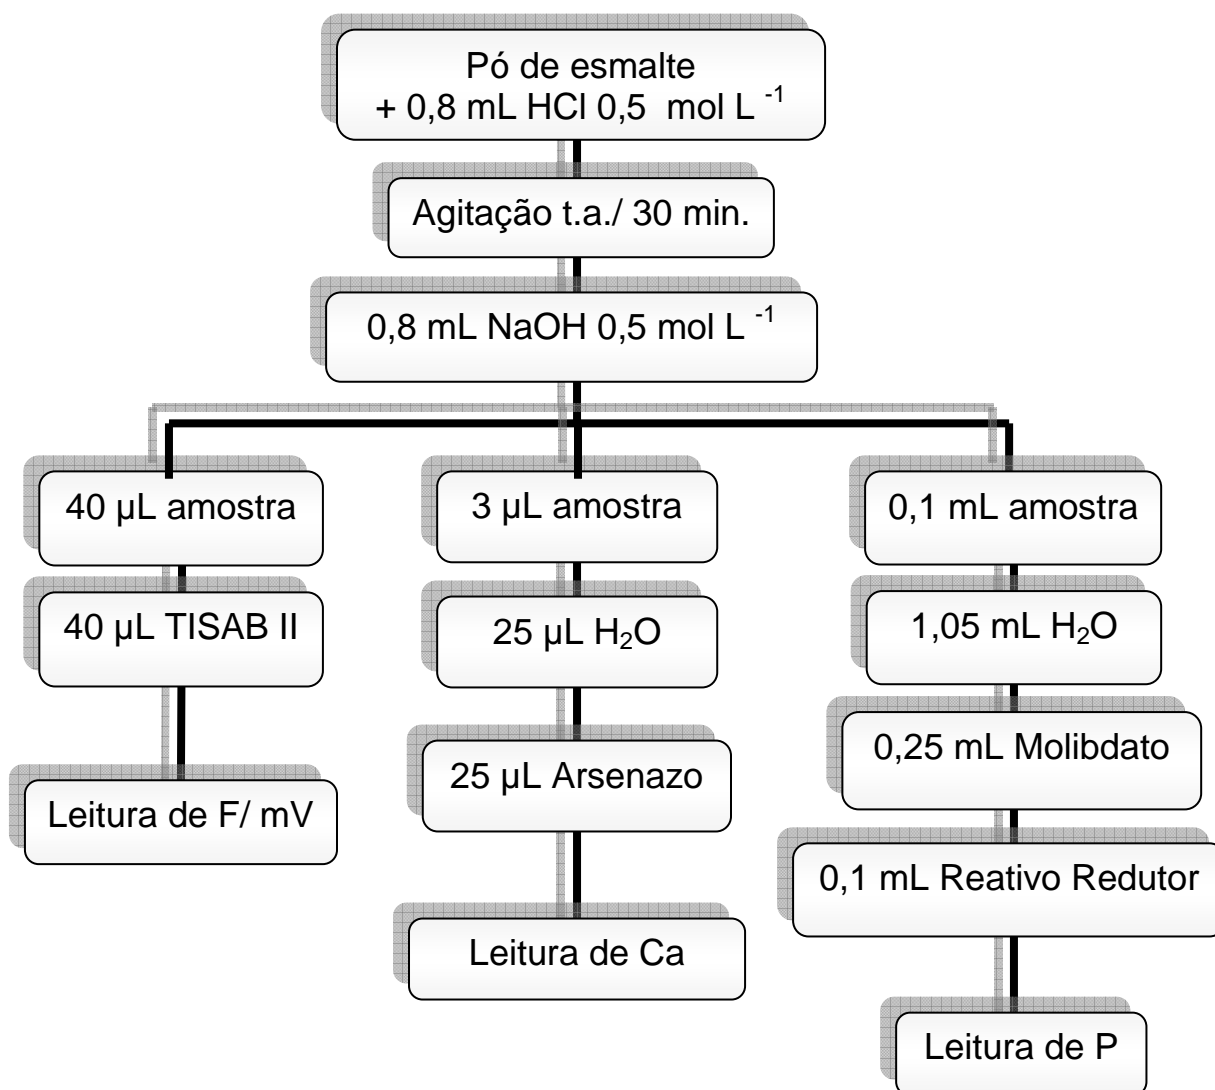 Pó de esmalte
+ 0,8 mL HCl 0,5 mol L -1
Agitação t.a./ 30 min.
0,8 mL NaOH 0,5 mol L -1
40 µL amostra
40 µL TISAB II
Leitura de F/ mV
3 µL amostra
25 µL H₂O
25 µL Arsenazo
Leitura de Ca
0,1 mL amostra
1,05 mL H₂O
0,25 mL Molibdato
0,1 mL Reativo Redutor
Leitura de P